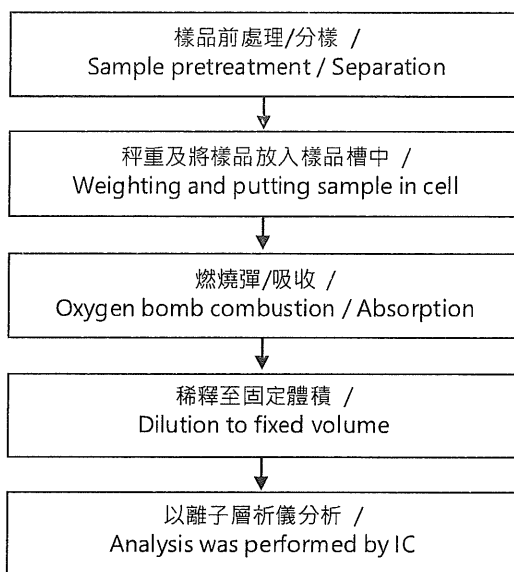 樣品前處理/分樣 /
Sample pretreatment / Separation
秤重及將樣品放入樣品槽中 /
Weighting and putting sample in cell
燃燒彈/吸收 /
Oxygen bomb combustion / Absorption
稀釋至固定體積 /
Dilution to fixed volume
以離子層析儀分析 /
Analysis was performed by IC